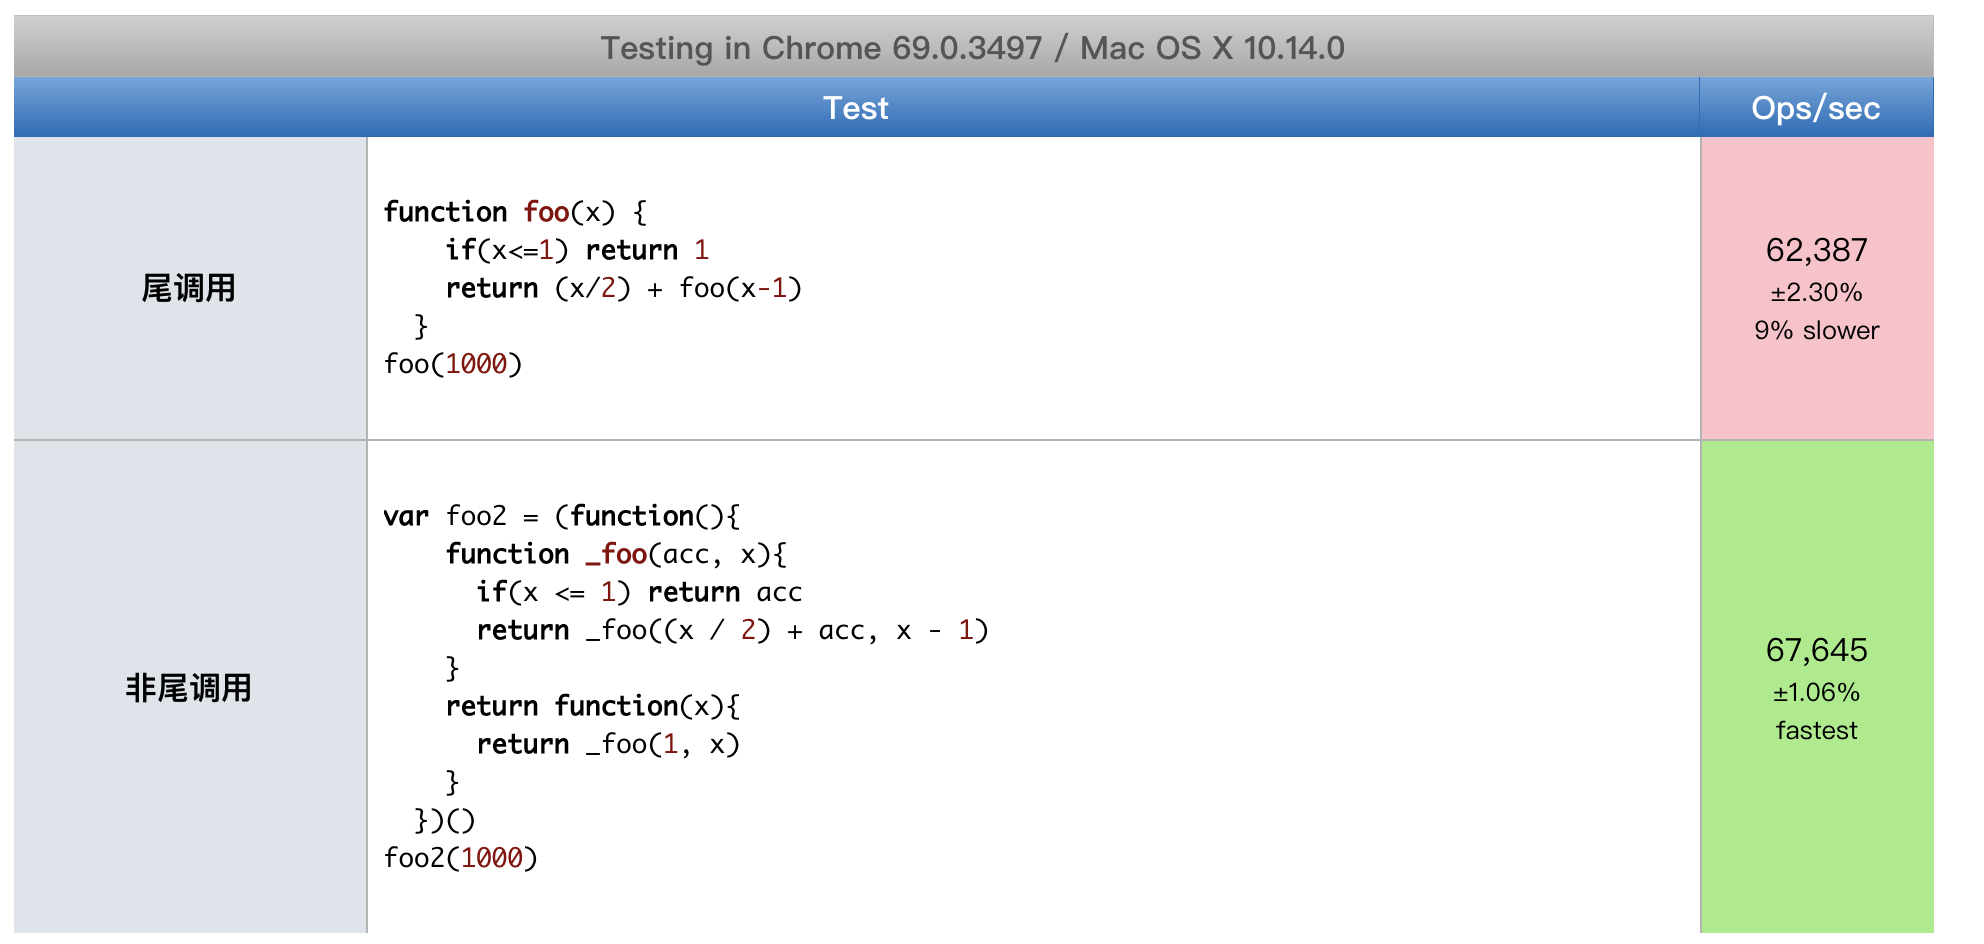 Testing in Chrome 69.0.3497 / Mac OS X 10.14.0
Test Ops/sec
尾调用
function foo(x) {
    if(x<=1) return 1
    return (x/2) + foo(x-1)
  }
foo(1000)
62,387
±2.30%
9% slower
非尾调用
var foo2 = (function(){
    function _foo(acc, x){
      if(x <= 1) return acc
      return _foo((x / 2) + acc, x - 1)
    }
    return function(x){
      return _foo(1, x)
    }
  })()
foo2(1000)
67,645
±1.06%
fastest